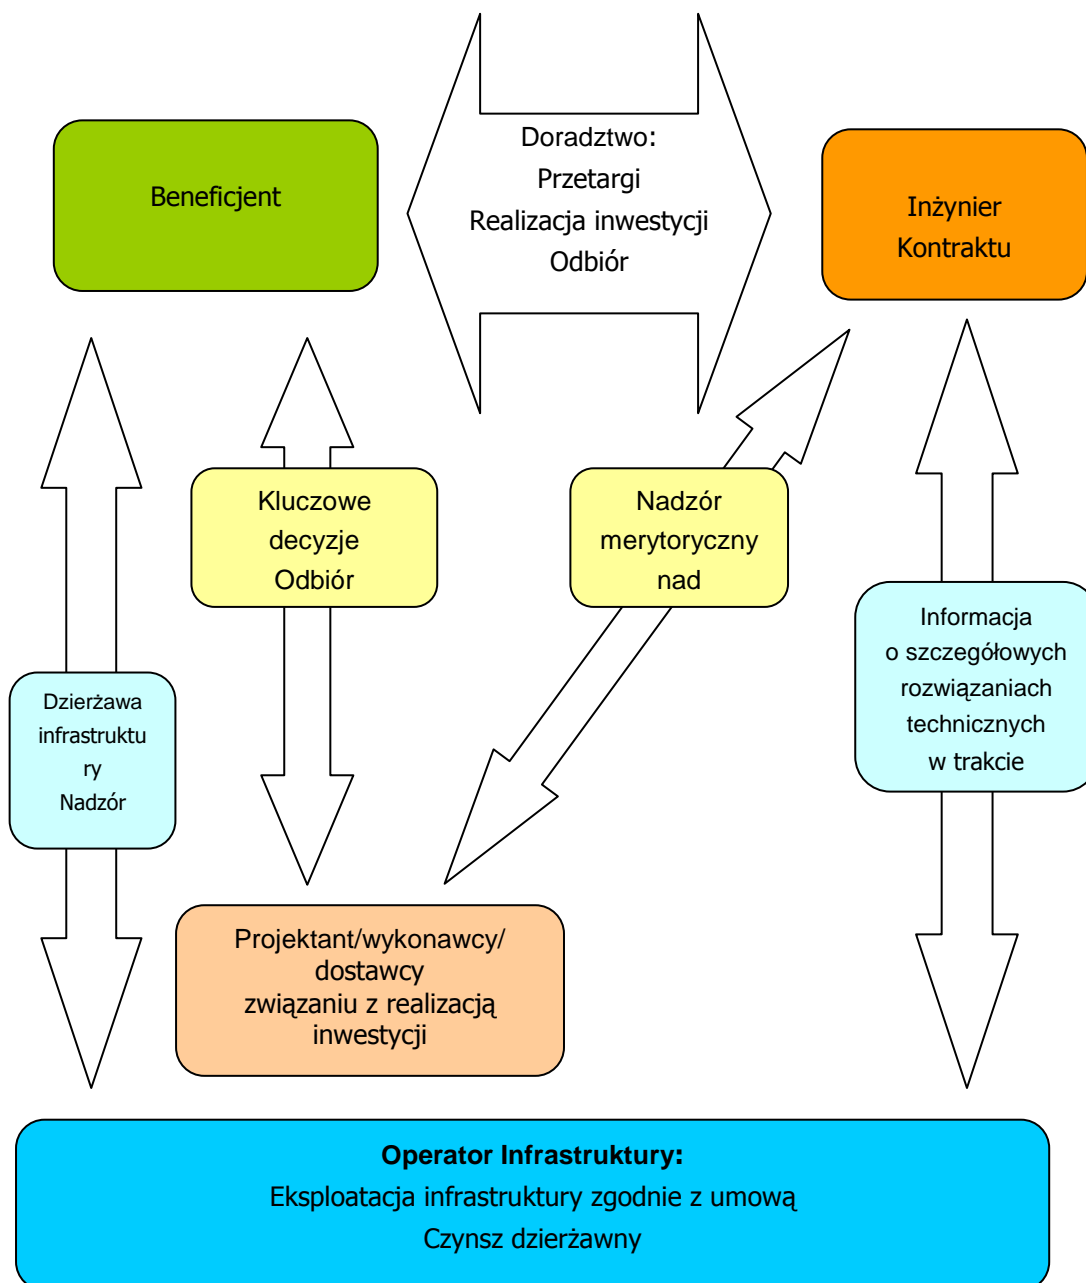 Beneficjent
Doradztwo:
Przetargi
Realizacja inwestycji
Odbiór
Inżynier
Kontraktu
Kluczowe
decyzje
Odbiór
Nadzór
merytoryczny
nad
Informacja
o szczegółowych
rozwiązaniach
technicznych
w trakcie
Dzierżawa
infrastruktu
ry
Nadzór
Projektant/wykonawcy/
dostawcy
związaniu z realizacją
inwestycji
Operator Infrastruktury:
Eksploatacja infrastruktury zgodnie z umową
Czynsz dzierżawny